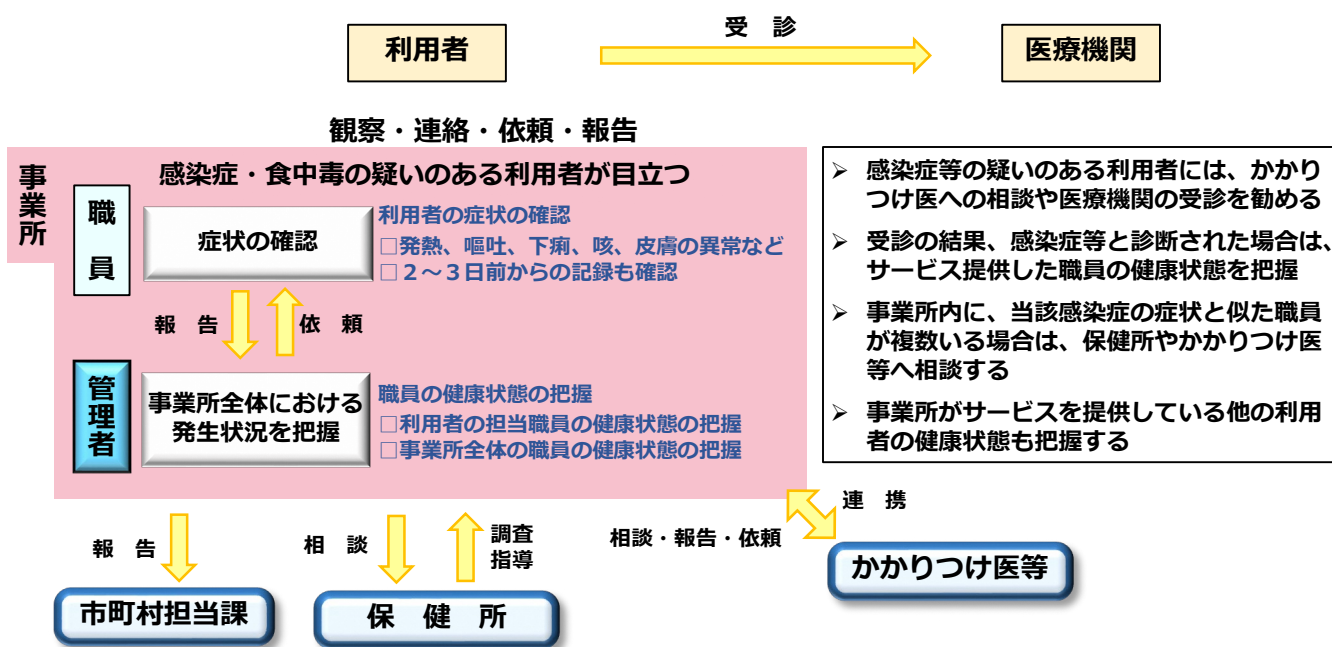 利用者
受　診
医療機関
観察・連絡・依頼・報告
事業所
感染症・食中毒の疑いのある利用者が目立つ
職員
症状の確認
利用者の症状の確認
□発熱、嘔吐、下痢、咳、皮膚の異常など
□２～３日前からの記録も確認
報　告
依　頼
管理者
事業所全体における
発生状況を把握
職員の健康状態の把握
□利用者の担当職員の健康状態の把握
□事業所全体の職員の健康状態の把握
➢ 感染症等の疑いのある利用者には、かかり
つけ医への相談や医療機関の受診を勧める
➢ 受診の結果、感染症等と診断された場合は、
サービス提供した職員の健康状態を把握
➢ 事業所内に、当該感染症の症状と似た職員
が複数いる場合は、保健所やかかりつけ医
等へ相談する
➢ 事業所がサービスを提供している他の利用
者の健康状態も把握する
報　告
相　談
調査
指導
相談・報告・依頼
連　携
市町村担当課
保　健　所
かかりつけ医等